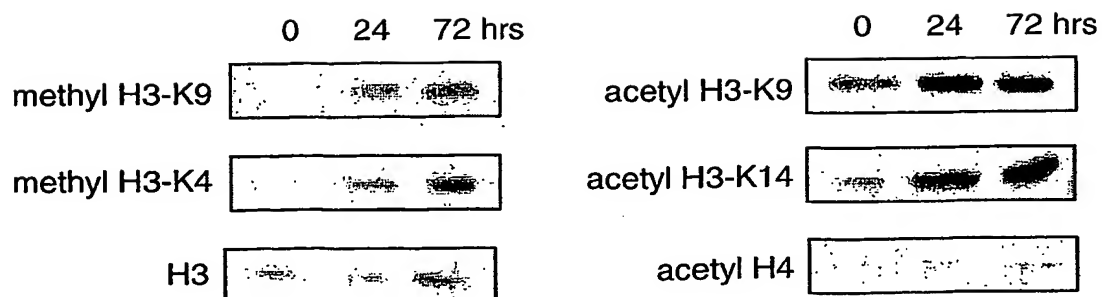 0 24 72 hrs
methyl H3-K9
methyl H3-K4
H3
0 24 72 hrs
acetyl H3-K9
acetyl H3-K14
acetyl H4